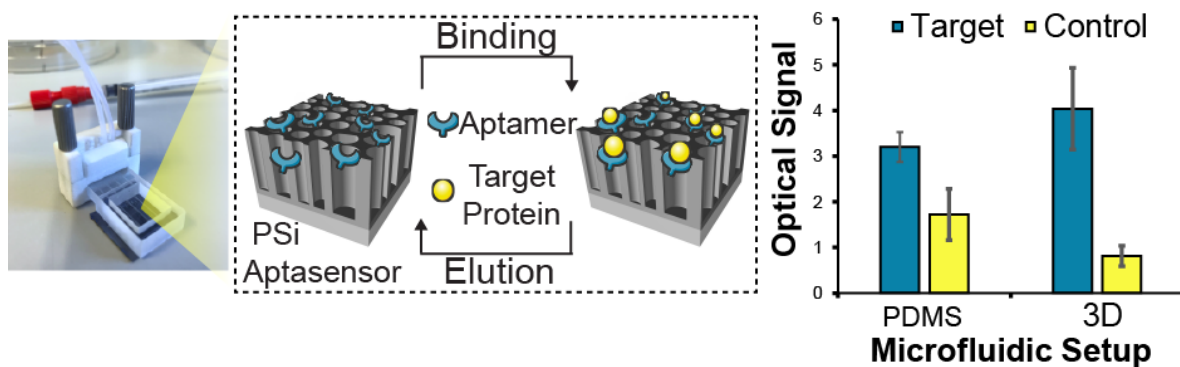 Binding
Aptamer
Target
Protein
PSi
Aptasensor
Elution
Target
Control
Optical Signal
6
5
4
3
2
1
0
PDMS
3D
Microfluidic Setup